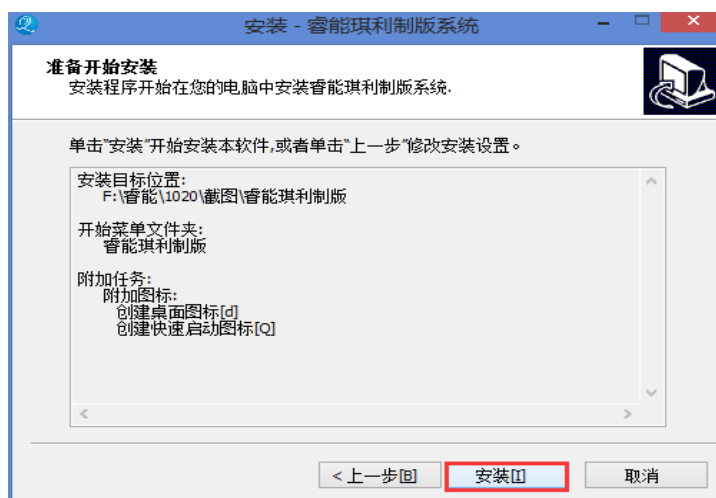 安装 - 睿能琪利制版系统
准备开始安装
安装程序开始在您的电脑中安装睿能琪利制版系统.
单击"安装"开始安装本软件,或者单击"上一步"修改安装设置。
安装目标位置:
F:\睿能\1020\截图\睿能琪利制版
开始菜单文件夹:
睿能琪利制版
附加任务:
附加图标:
创建桌面图标[d]
创建快速启动图标[Q]
<上一步[B] 安装[I] 取消